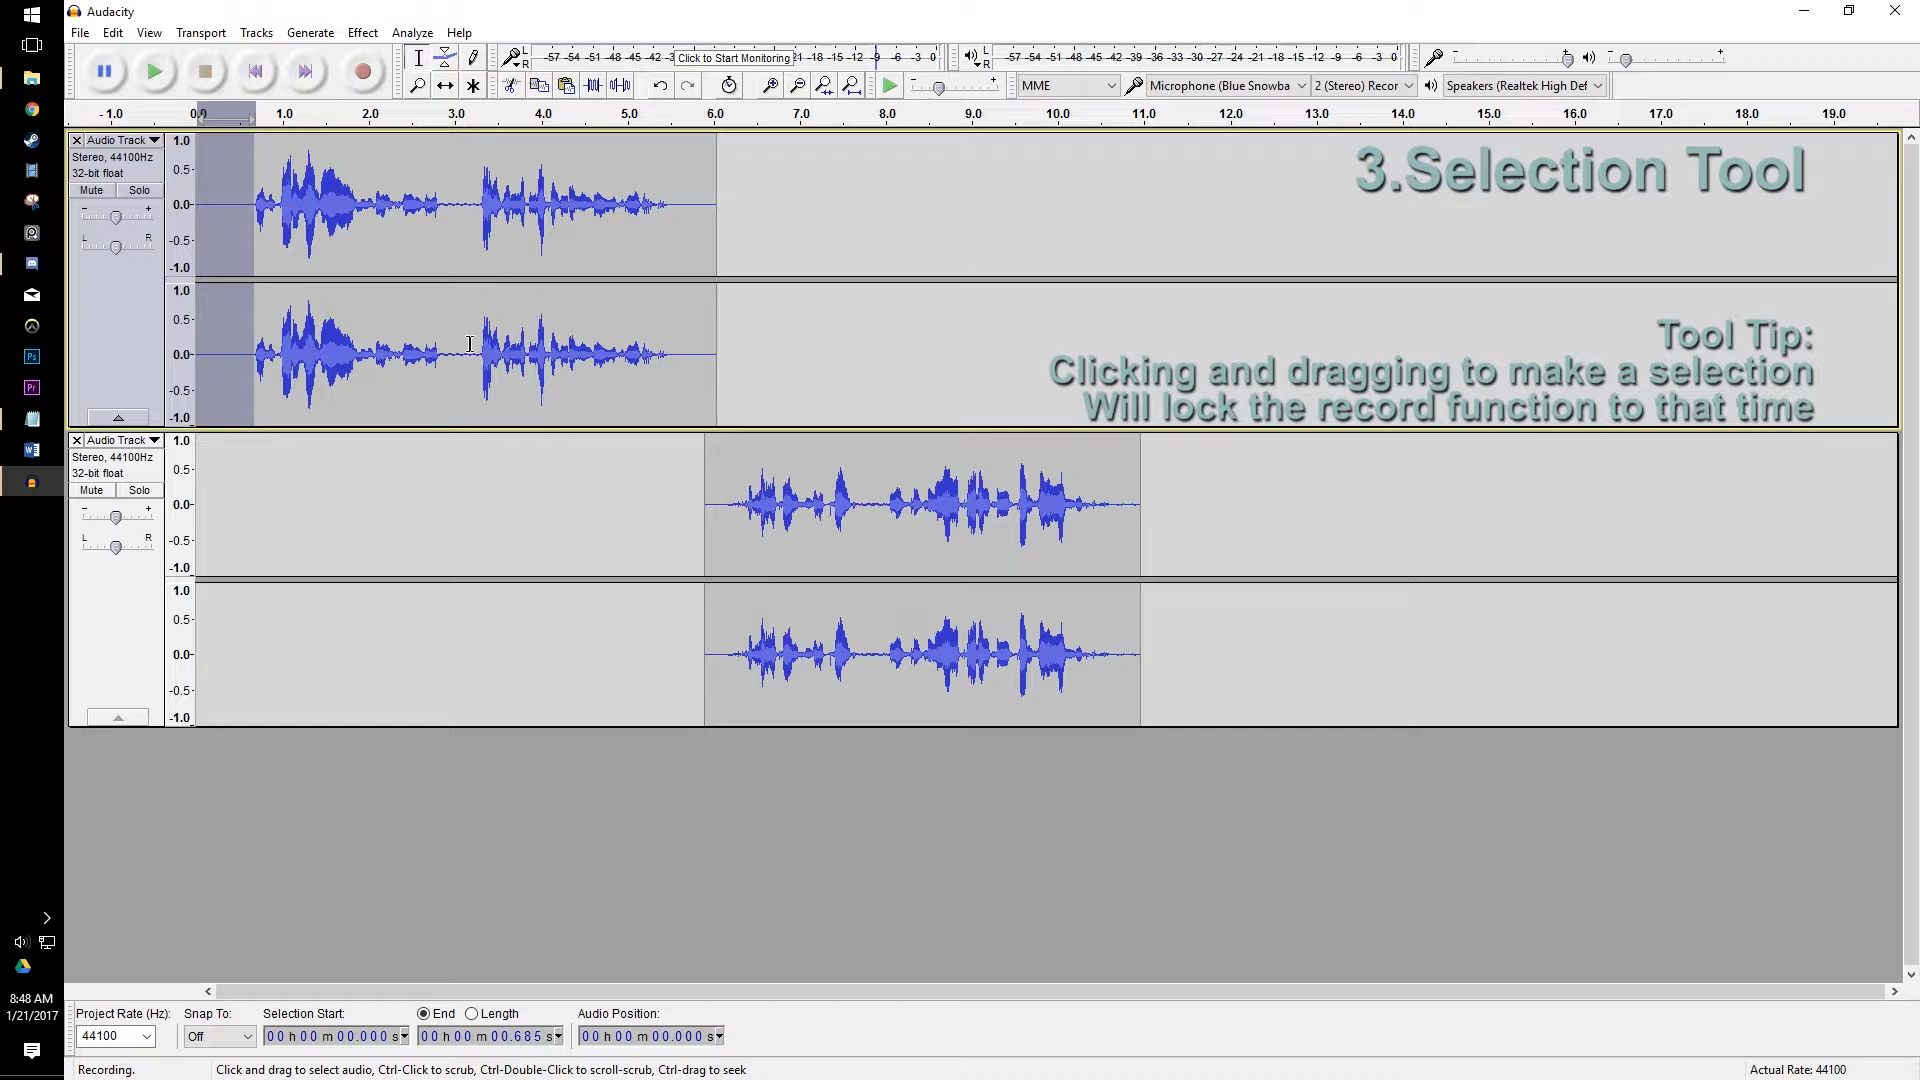 Audacity
File Edit View Transport Tracks Generate Effect Analyze Help
L R -57 -54 -51 -48 -45 -42 -3 Click to Start Monitoring 21 -18 -15 -12 -9 -6 -3 0 L R -57 -54 -51 -48 -45 -42 -39 -36 -33 -30 -27 -24 -21 -18 -15 -12 -9 -6 -3 0 - + - +
- + MME Microphone (Blue Snowba 2 (Stereo) Recor Speakers (Realtek High Def
-1.0 0.0 1.0 2.0 3.0 4.0 5.0 6.0 7.0 8.0 9.0 10.0 11.0 12.0 13.0 14.0 15.0 16.0 17.0 18.0 19.0
Audio Track 1.0
Stereo, 44100Hz
32-bit float 0.5
3.Selection Tool
Mute Solo
- + 0.0
L R -0.5
-1.0
1.0
0.5
0.0
-0.5
-1.0
Tool Tip:
Clicking and dragging to make a selection
Will lock the record function to that time
Audio Track 1.0
Stereo, 44100Hz
32-bit float 0.5
Mute Solo
- + 0.0
L R -0.5
-1.0
1.0
0.5
0.0
-0.5
-1.0
Ps
Pr
W
8:48 AM
1/21/2017
Project Rate (Hz): Snap To: Selection Start: End Length Audio Position:
44100 Off 00 h 00 m 00.000 s 00 h 00 m 00.685 s 00 h 00 m 00.000 s
Recording. Click and drag to select audio, Ctrl-Click to scrub, Ctrl-Double-Click to scroll-scrub, Ctrl-drag to seek Actual Rate: 44100